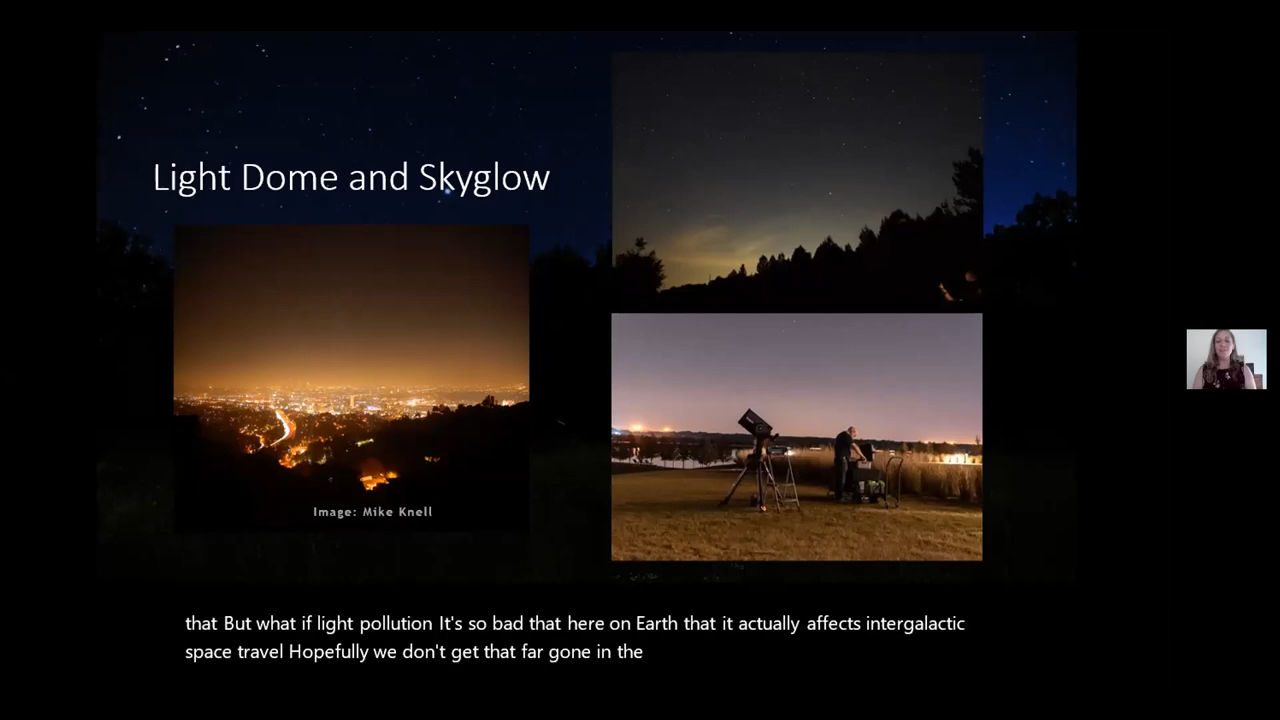 Light Dome and Skyglow
Image: Mike Knell
that But what if light pollution It's so bad that here on Earth that it actually affects intergalactic
space travel Hopefully we don't get that far gone in the